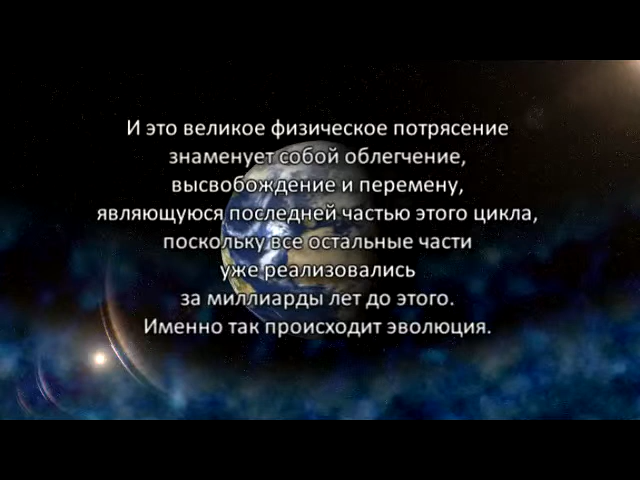 И это великое физическое потрясение
знаменует собой облегчение,
высвобождение и перемену,
являющуюся последней частью этого цикла,
поскольку все остальные части
уже реализовались
за миллиарды лет до этого.
Именно так происходит эволюция.